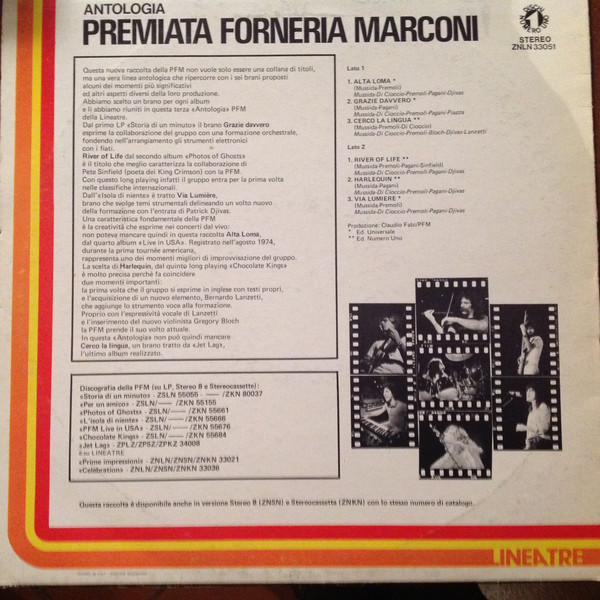 ANTOLOGIA
PREMIATA FORNERIA MARCONI
NUMERO
1
STEREO
ZNLN 33051
Questa nuova raccolta della PFM non vuole solo essere una collana di titoli,
ma una vera linea antologica che ripercorre con i sei brani proposti
alcuni dei momenti più significativi
ed altri aspetti diversi della loro produzione.
Abbiamo scelto un brano per ogni album
e li abbiamo riuniti in questa terza «Antologia» PFM
della Lineatre.
Dal primo LP «Storia di un minuto» il brano Grazie davvero
esprime la collaborazione del gruppo con una formazione orchestrale,
fondendo nell'arrangiamento gli strumenti elettronici
con i fiati.
River of Life dal secondo album «Photos of Ghosts»
è il titolo che meglio caratterizza la collaborazione di
Pete Sinfield (poeta dei King Crimson) con la PFM.
Con questo long playing infatti il gruppo entra per la prima volta
nelle classifiche internazionali.
Dall'«Isola di niente» è tratto Via Lumière,
brano che svolge temi strumentali delineando un volto nuovo
della formazione con l'entrata di Patrick Djivas.
Una caratteristica fondamentale della PFM
è la creatività che esprime nei concerti dal vivo:
non poteva mancare quindi in questa raccolta Alta Loma,
dal quarto album «Live in USA». Registrato nell'agosto 1974,
durante la prima tournée americana,
rappresenta uno dei momenti migliori di improvvisazione del gruppo.
La scelta di Harlequin, dal quinto long playing «Chocolate Kings»
è molto precisa perchè fa coincidere
due momenti importanti:
la prima volta che il gruppo si esprime in inglese con testi propri,
e l'acquisizione di un nuovo elemento, Bernardo Lanzetti,
che aggiunge lo strumento voce alla formazione.
Proprio con l'espressività vocale di Lanzetti
e l'inserimento del nuovo violinista Gregory Bloch
la PFM prende il suo volto attuale.
In questa «Antologia» non può quindi mancare
Cerco la lingua, un brano tratto da «Jet Lag»,
l'ultimo album realizzato.
Lato 1
1. ALTA LOMA *
(Mussida-Premoli)
Mussida-Di Cioccio-Premoli-Pagani-Djivas
2. GRAZIE DAVVERO *
(Mussida-Pagani)
Mussida-Di Cioccio-Premoli-Pagani-Piazza
3. CERCO LA LINGUA **
(Mussida-Premoli-Di Cioccio)
Mussida-Di Cioccio-Premoli-Bloch-Djivas-Lanzetti
Lato 2
1. RIVER OF LIFE **
(Mussida-Premoli-Pagani-Sinfield)
Mussida-Di Cioccio-Premoli-Pagani-Djivas
2. HARLEQUIN **
(Mussida-Pagani)
Mussida-Di Cioccio-Premoli-Pagani-Djivas
3. VIA LUMIERE *
(Mussida-Premoli)
Mussida-Di Cioccio-Premoli-Pagani-Djivas
Produzione: Claudio Fabi/PFM
* Ed. Universale
** Ed. Numero Uno
Discografia della PFM (su LP, Stereo 8 e Stereocassette):
«Storia di un minuto» - ZSLN 55055 - —— /ZKN 80037
«Per un amico» - ZSLN/—— /ZKN 55155
«Photos of Ghosts» - ZSLN/—— /ZKN 55661
«L'isola di niente» - ZSLN/—— /ZKN 55666
«PFM Live in USA» - ZSLN/—— /ZKN 55676
«Chocolate Kings» - ZSLN/—— /ZKN 55684
«Jet Lag» - ZPLZ/ZPSZ/ZPKZ 34008
E su LINEATRE
«Prime impressioni» - ZNLN/ZNSN/ZNKN 33021
«Celebration» - ZNLN/ZNSN/ZNKN 33036
Questa raccolta è disponibile anche in versione Stereo 8 (ZNSN) e Stereocassetta (ZNKN) con lo stesso numero di catalogo.
LINEATRE